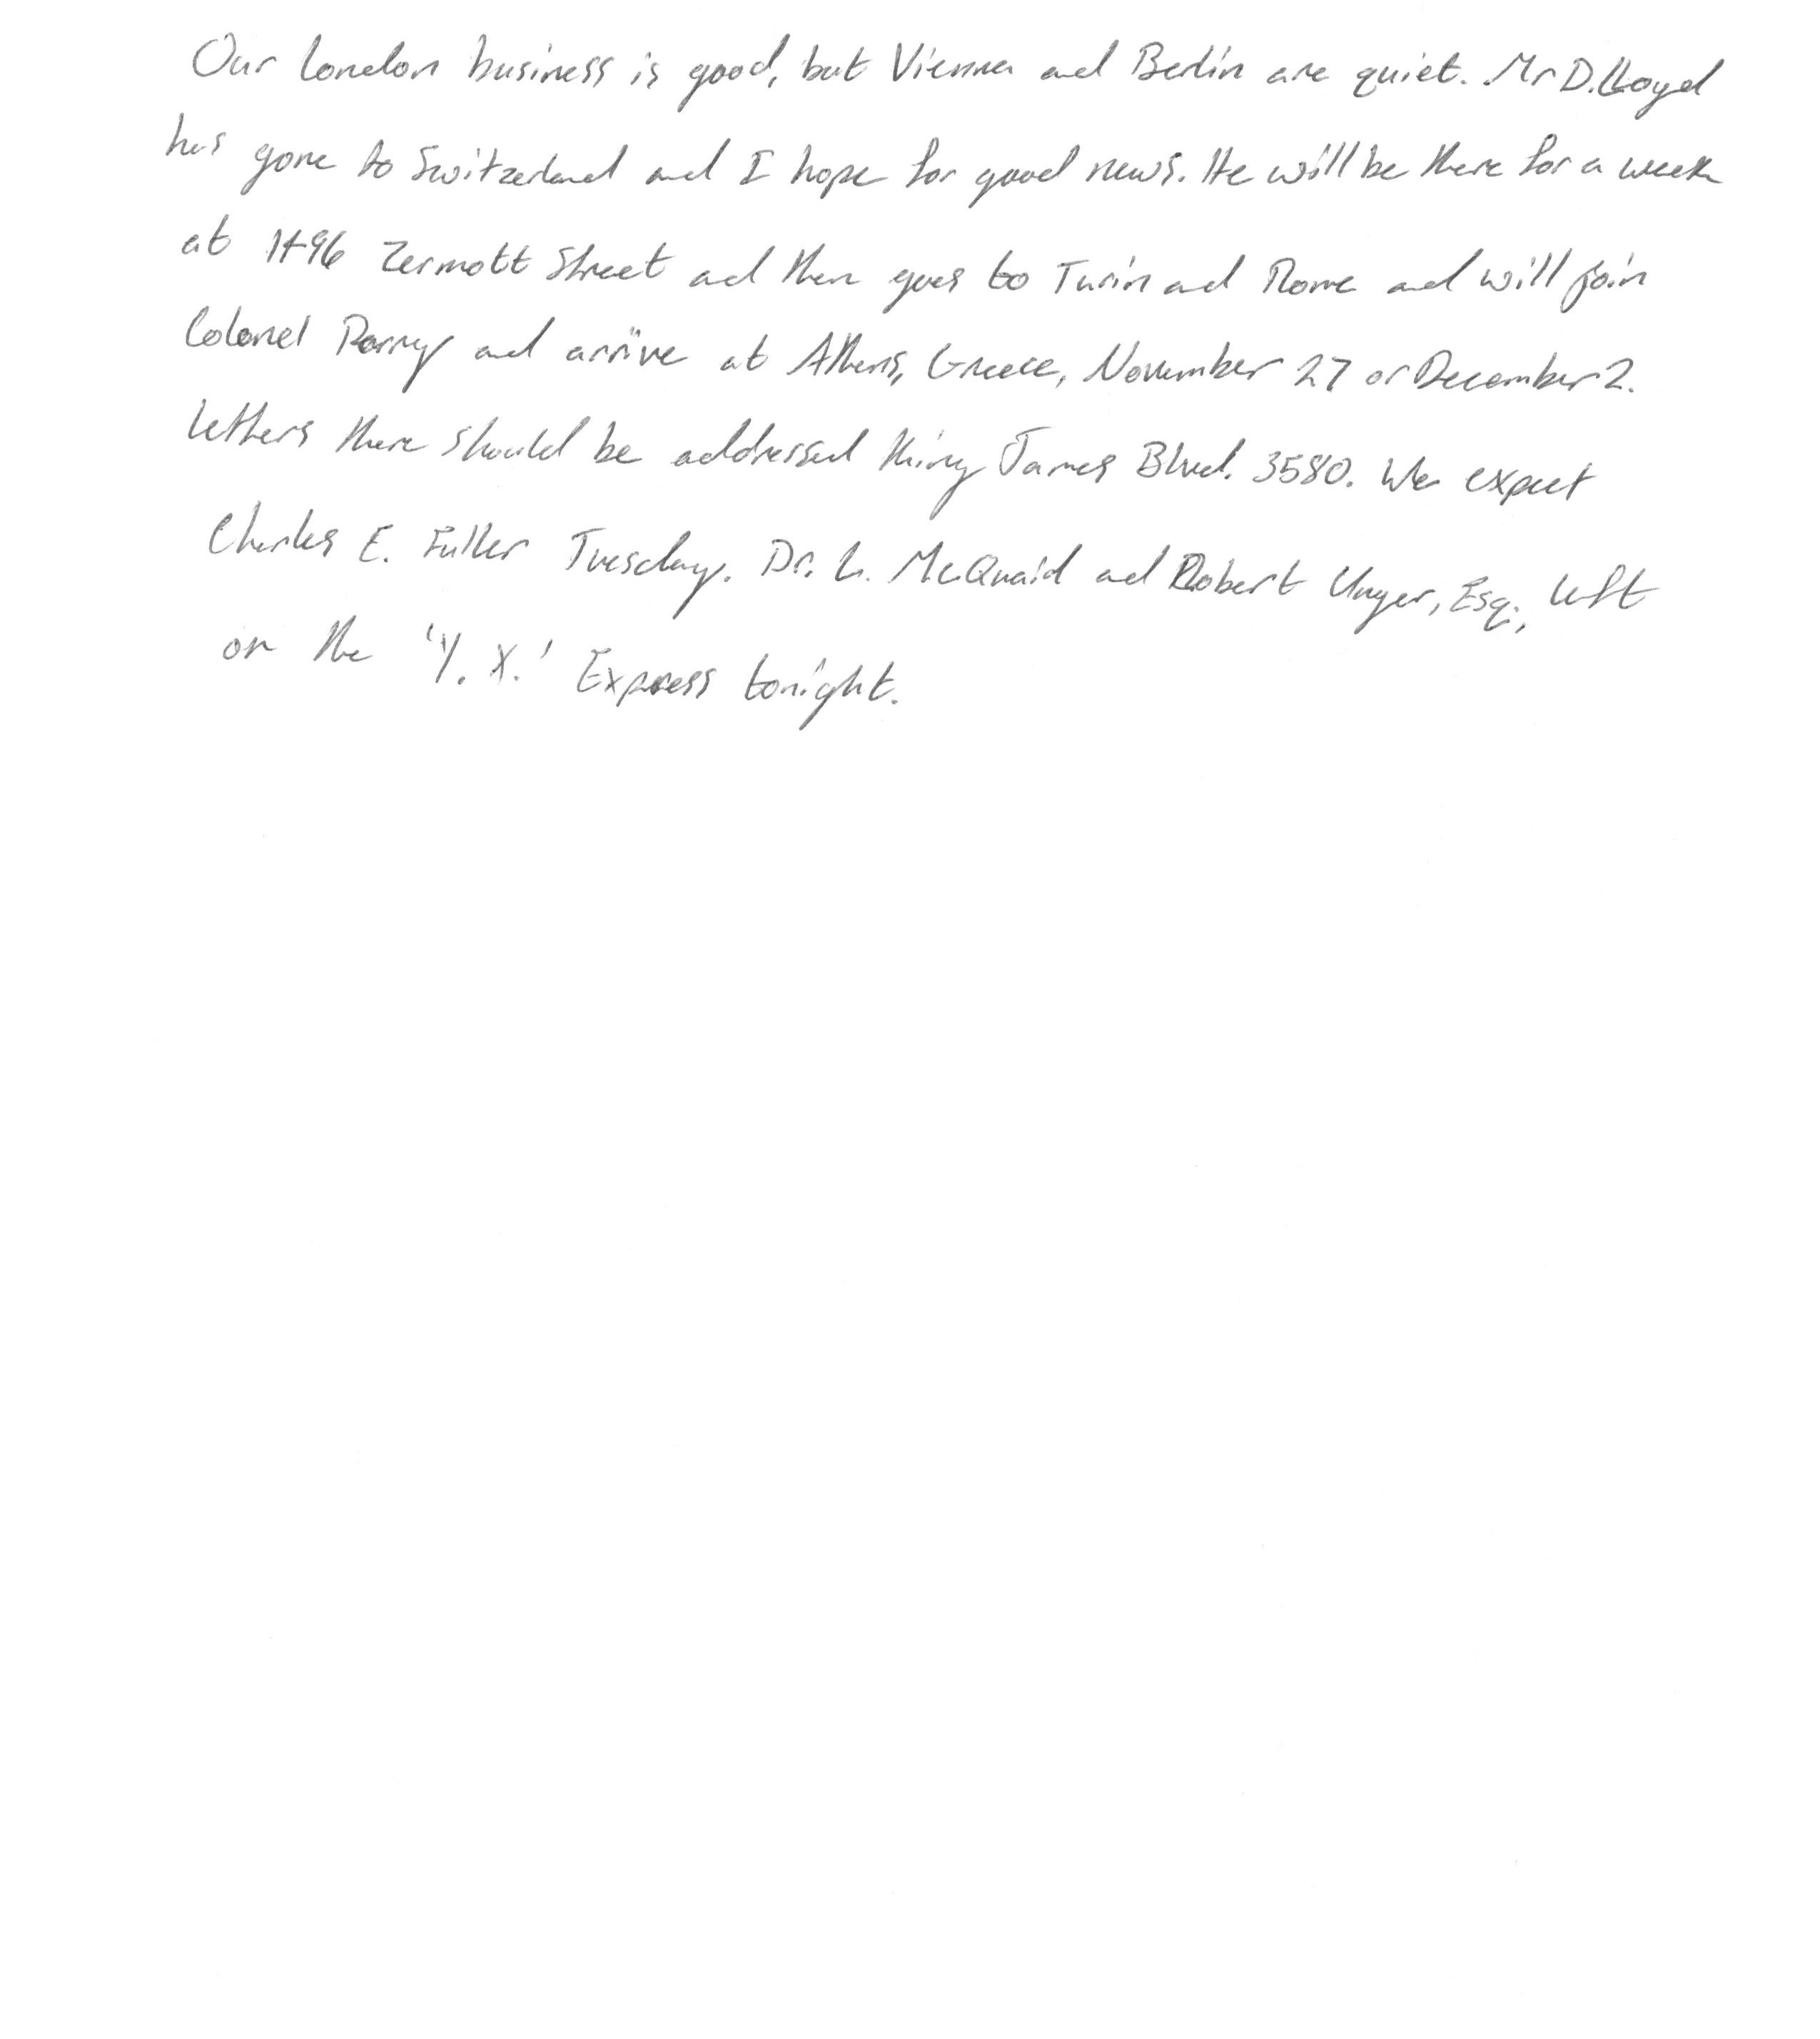 Our London business is good, but Vienna and Berlin are quiet. Mr D. Lloyd
has gone to Switzerland and I hope for good news. He will be there for a week
at 1496 Zermott Street and then goes to Turin and Rome and will join
Colonel Parry and arrive at Athens, Greece, November 27 or December 2.
Letters there should be addressed King James Blvd. 3580. We expect
Charles E. Fuller Tuesday. Dr. L. McQuaid and Robert Unger, Esq., left
on the 'Y. X.' Express tonight.